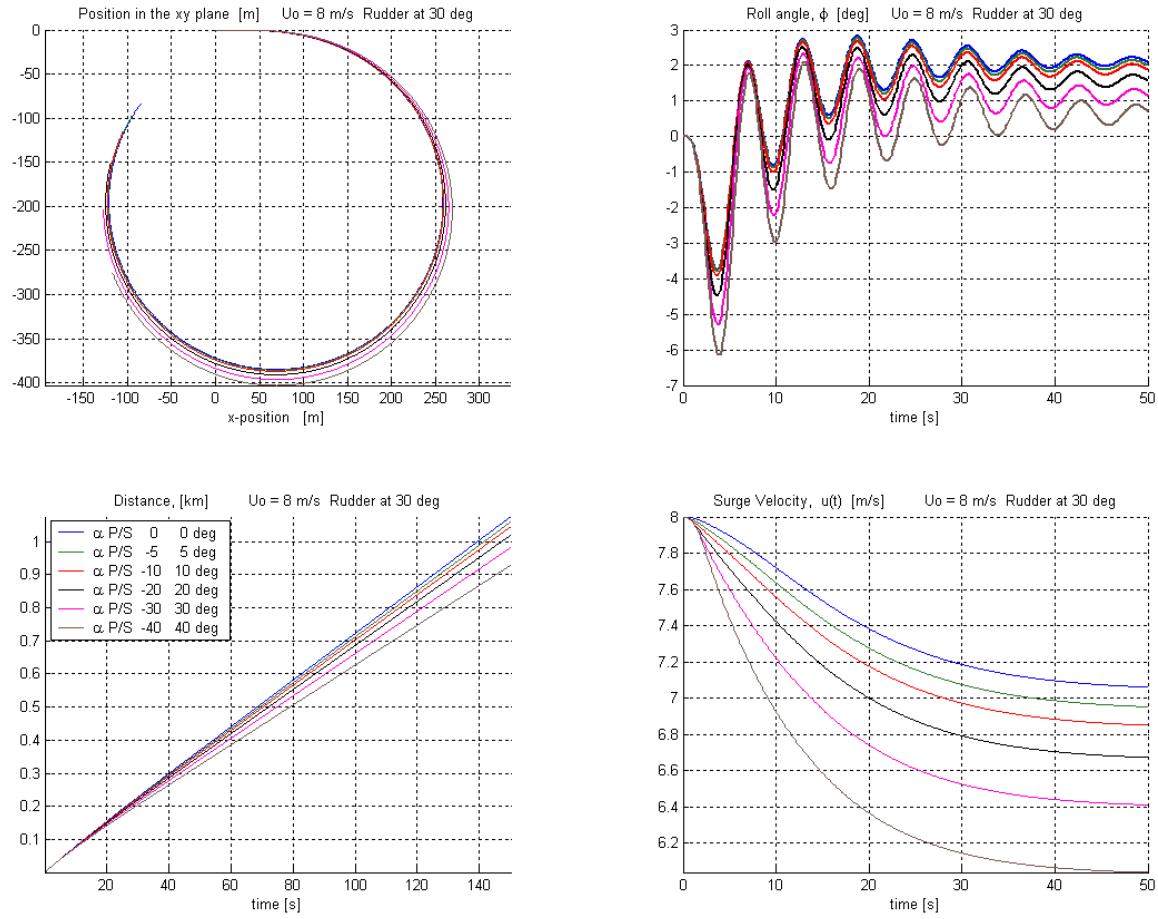 Position in the xy plane [m] Uo = 8 m/s Rudder at 30 deg
0
-50
-100
-150
-200
-250
-300
-350
-400
-150 -100 -50 0 50 100 150 200 250 300
x-position [m]
Roll angle, ϕ [deg] Uo = 8 m/s Rudder at 30 deg
3
2
1
0
-1
-2
-3
-4
-5
-6
-7
0 10 20 30 40 50
time [s]
Distance, [km] Uo = 8 m/s Rudder at 30 deg
1
0.9
0.8
0.7
0.6
0.5
0.4
0.3
0.2
0.1
α P/S 0 0 deg
α P/S -5 5 deg
α P/S -10 10 deg
α P/S -20 20 deg
α P/S -30 30 deg
α P/S -40 40 deg
20 40 60 80 100 120 140
time [s]
Surge Velocity, u(t) [m/s] Uo = 8 m/s Rudder at 30 deg
8
7.8
7.6
7.4
7.2
7
6.8
6.6
6.4
6.2
0 10 20 30 40 50
time [s]